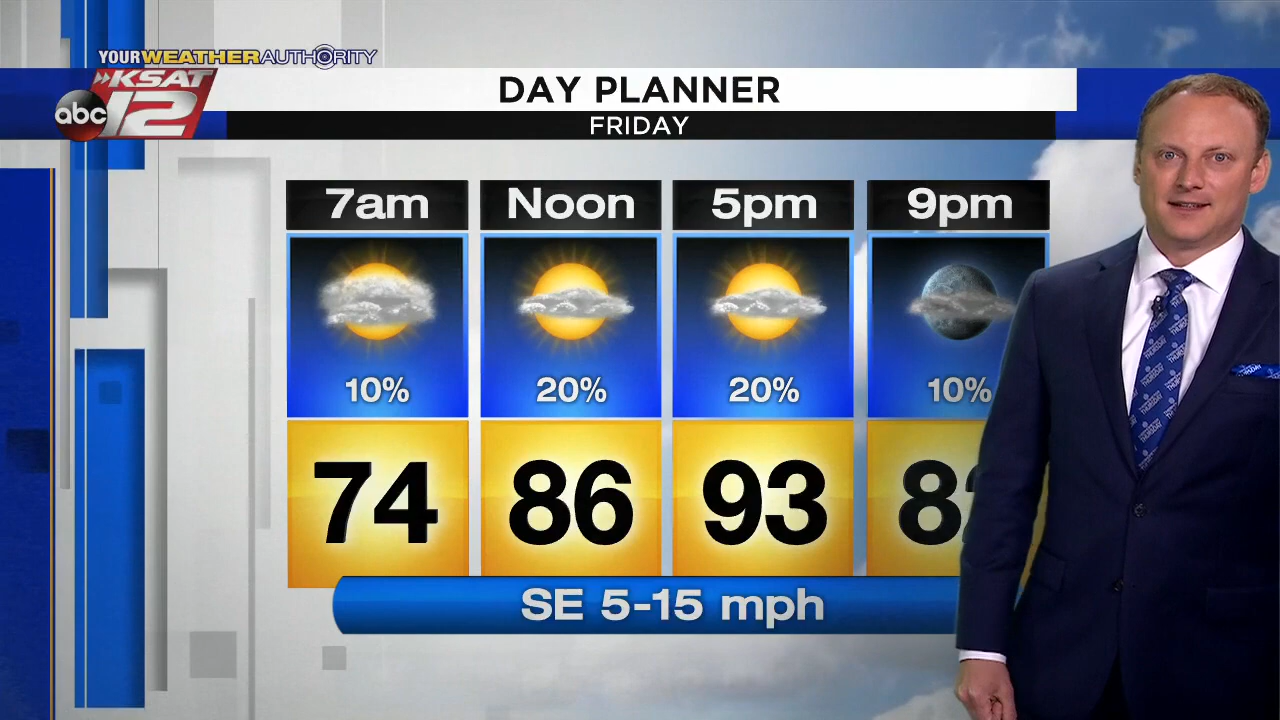 YOUR WEATHER AUTHORITY
KSAT
abc 12
DAY PLANNER
FRIDAY
7am Noon 5pm 9pm
10% 20% 20% 10%
74 86 93
SE 5-15 mph
THURSDAY